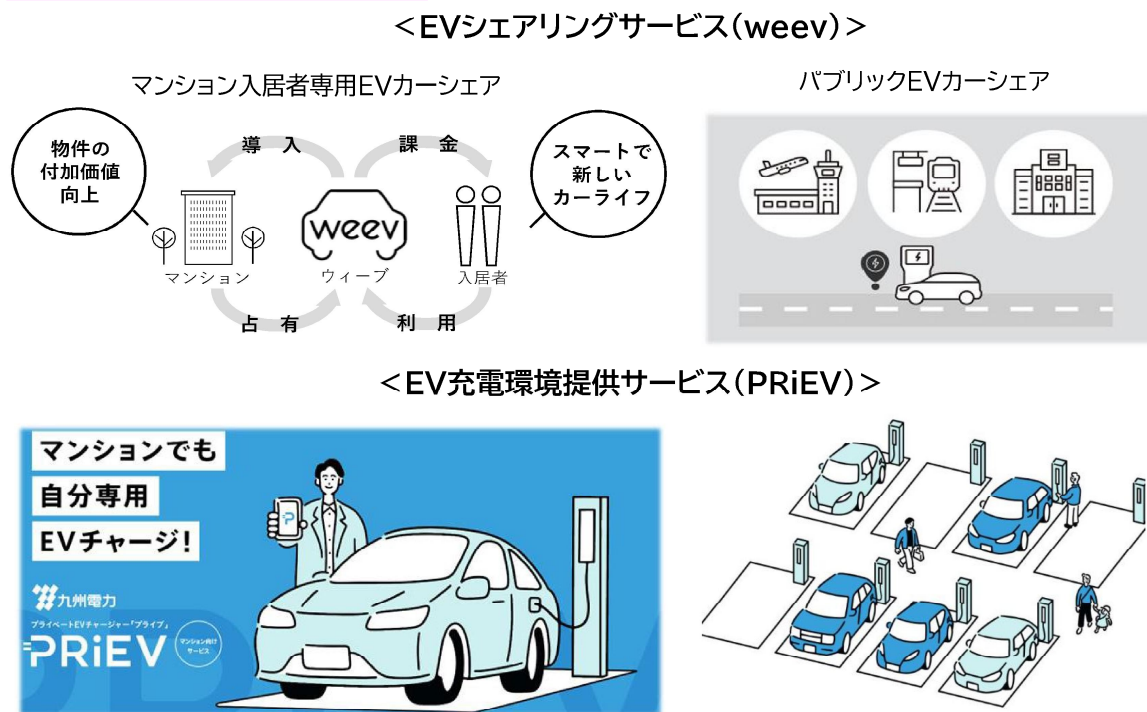 ＜EVシェアリングサービス（weev）＞
マンション入居者専用EVカーシェア
パブリックEVカーシェア
物件の
付加価値
向上
導 入
課 金
スマートで
新しい
カーライフ
weev
マンション
ウィーブ
入居者
占 有
利 用
＜EV充電環境提供サービス（PRiEV）＞
マンションでも
自分専用
EVチャージ！
九州電力
プライベートEVチャージャー「プライブ」
PRiEV
マンション向け
サービス